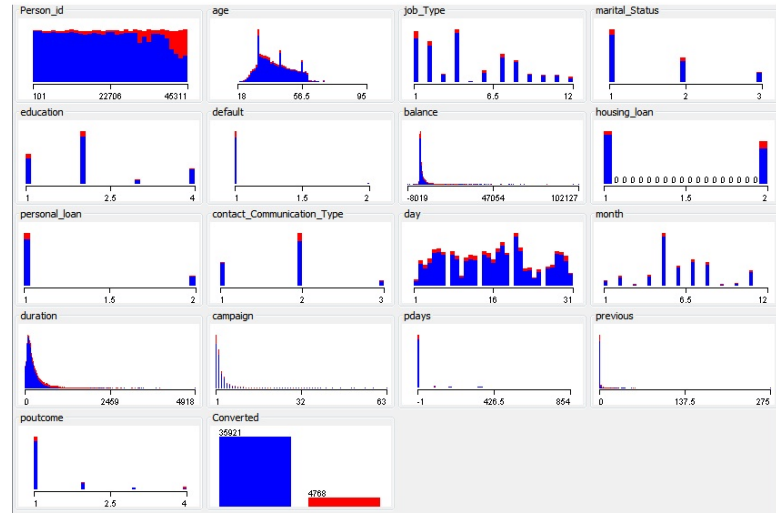 Person_id age job_Type marital_Status
101 22706 45311 18 56.5 95 1 6.5 12 1 2 3
education default balance housing_loan
0 0 0 0 0 0 0 0 0 0 0 0 0 0 0 0 0 0
1 2.5 4 1 1.5 2 -8019 47054 102127 1 1.5 2
personal_loan contact_Communication_Type day month
1 1.5 2 1 2 3 1 16 31 1 6.5 12
duration campaign pdays previous
0 2459 4918 1 32 63 -1 426.5 854 0 137.5 275
poutcome Converted
35921
4768
1 2.5 4